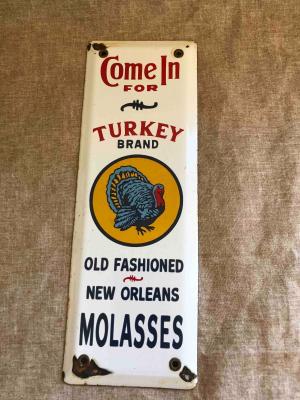 Come In
FOR
TURKEY
BRAND
OLD FASHIONED
NEW ORLEANS
MOLASSES